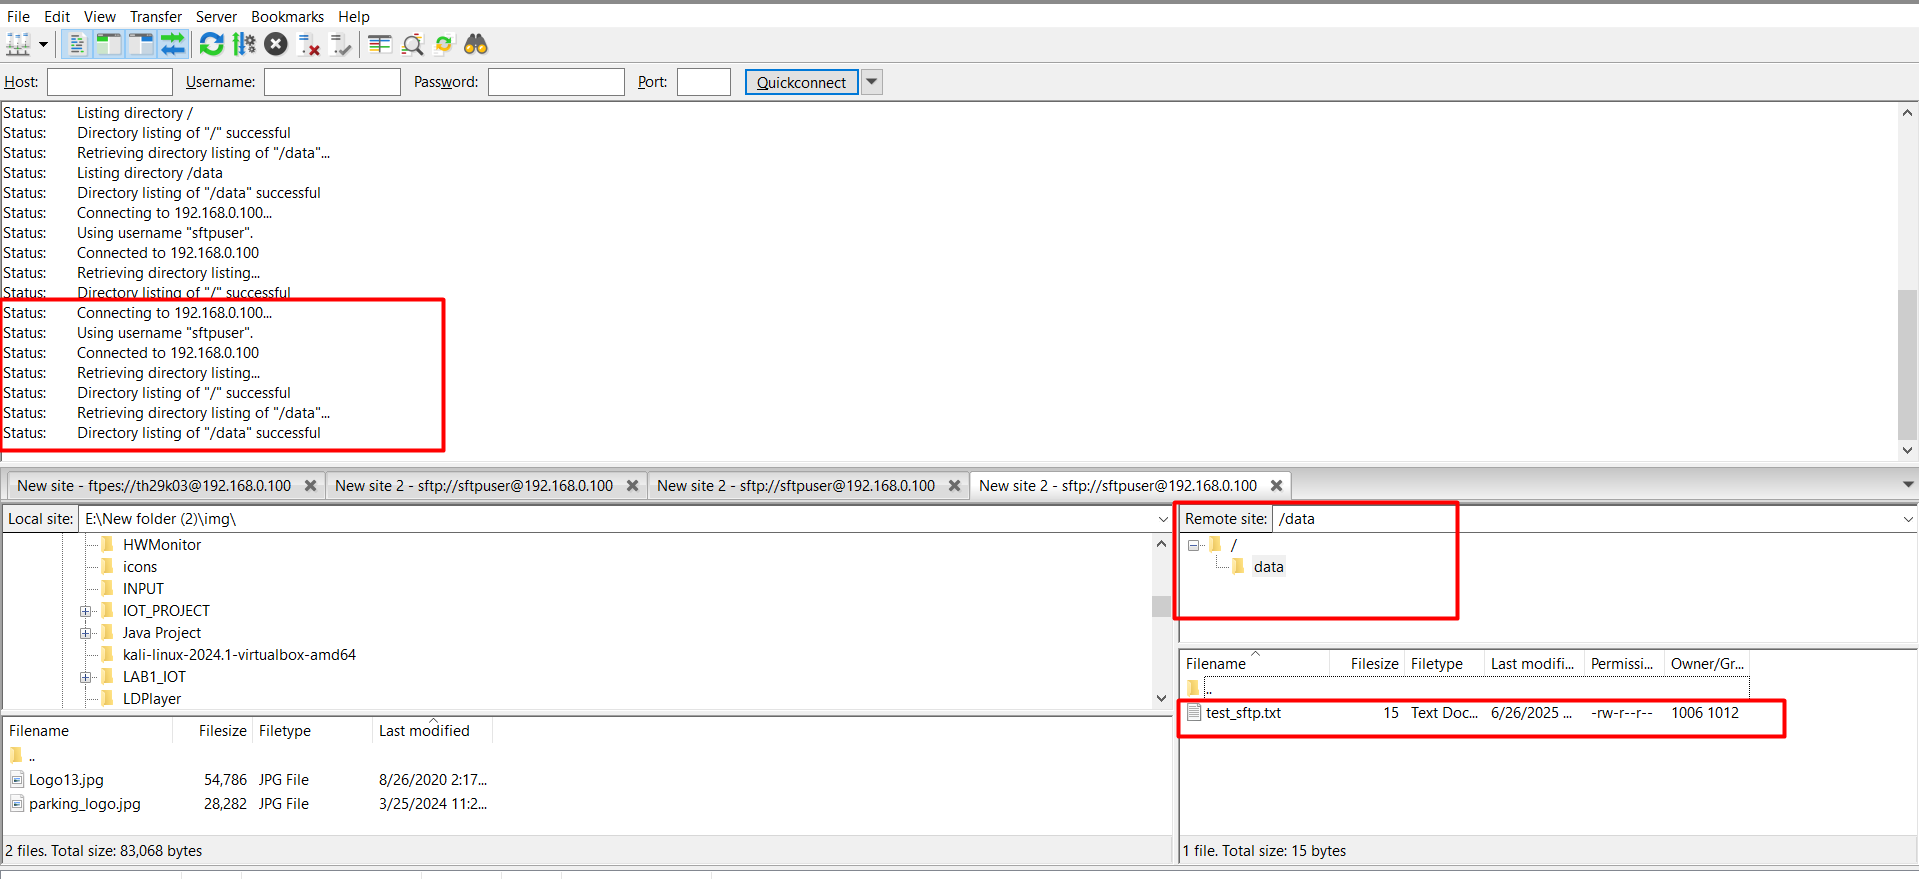 File Edit View Transfer Server Bookmarks Help
Host: Username: Password: Port: Quickconnect
Status: Listing directory /
Status: Directory listing of "/" successful
Status: Retrieving directory listing of "/data"...
Status: Listing directory /data
Status: Directory listing of "/data" successful
Status: Connecting to 192.168.0.100...
Status: Using username "sftpuser".
Status: Connected to 192.168.0.100
Status: Retrieving directory listing...
Status: Directory listing of "/" successful
Status: Connecting to 192.168.0.100...
Status: Using username "sftpuser".
Status: Connected to 192.168.0.100
Status: Retrieving directory listing...
Status: Directory listing of "/" successful
Status: Retrieving directory listing of "/data"...
Status: Directory listing of "/data" successful
New site - ftpes://th29k03@192.168.0.100 New site 2 - sftp://sftpuser@192.168.0.100 New site 2 - sftp://sftpuser@192.168.0.100 New site 2 - sftp://sftpuser@192.168.0.100
Local site: E:\New folder (2)\img\
HWMonitor
icons
INPUT
IOT_PROJECT
Java Project
kali-linux-2024.1-virtualbox-amd64
LAB1_IOT
LDPlayer
Filename Filesize Filetype Last modified
..
Logo13.jpg 54,786 JPG File 8/26/2020 2:17...
parking_logo.jpg 28,282 JPG File 3/25/2024 11:2...
2 files. Total size: 83,068 bytes
Remote site: /data
/
data
Filename Filesize Filetype Last modifi... Permissi... Owner/Gr...
..
test_sftp.txt 15 Text Doc... 6/26/2025 ... -rw-r--r-- 1006 1012
1 file. Total size: 15 bytes